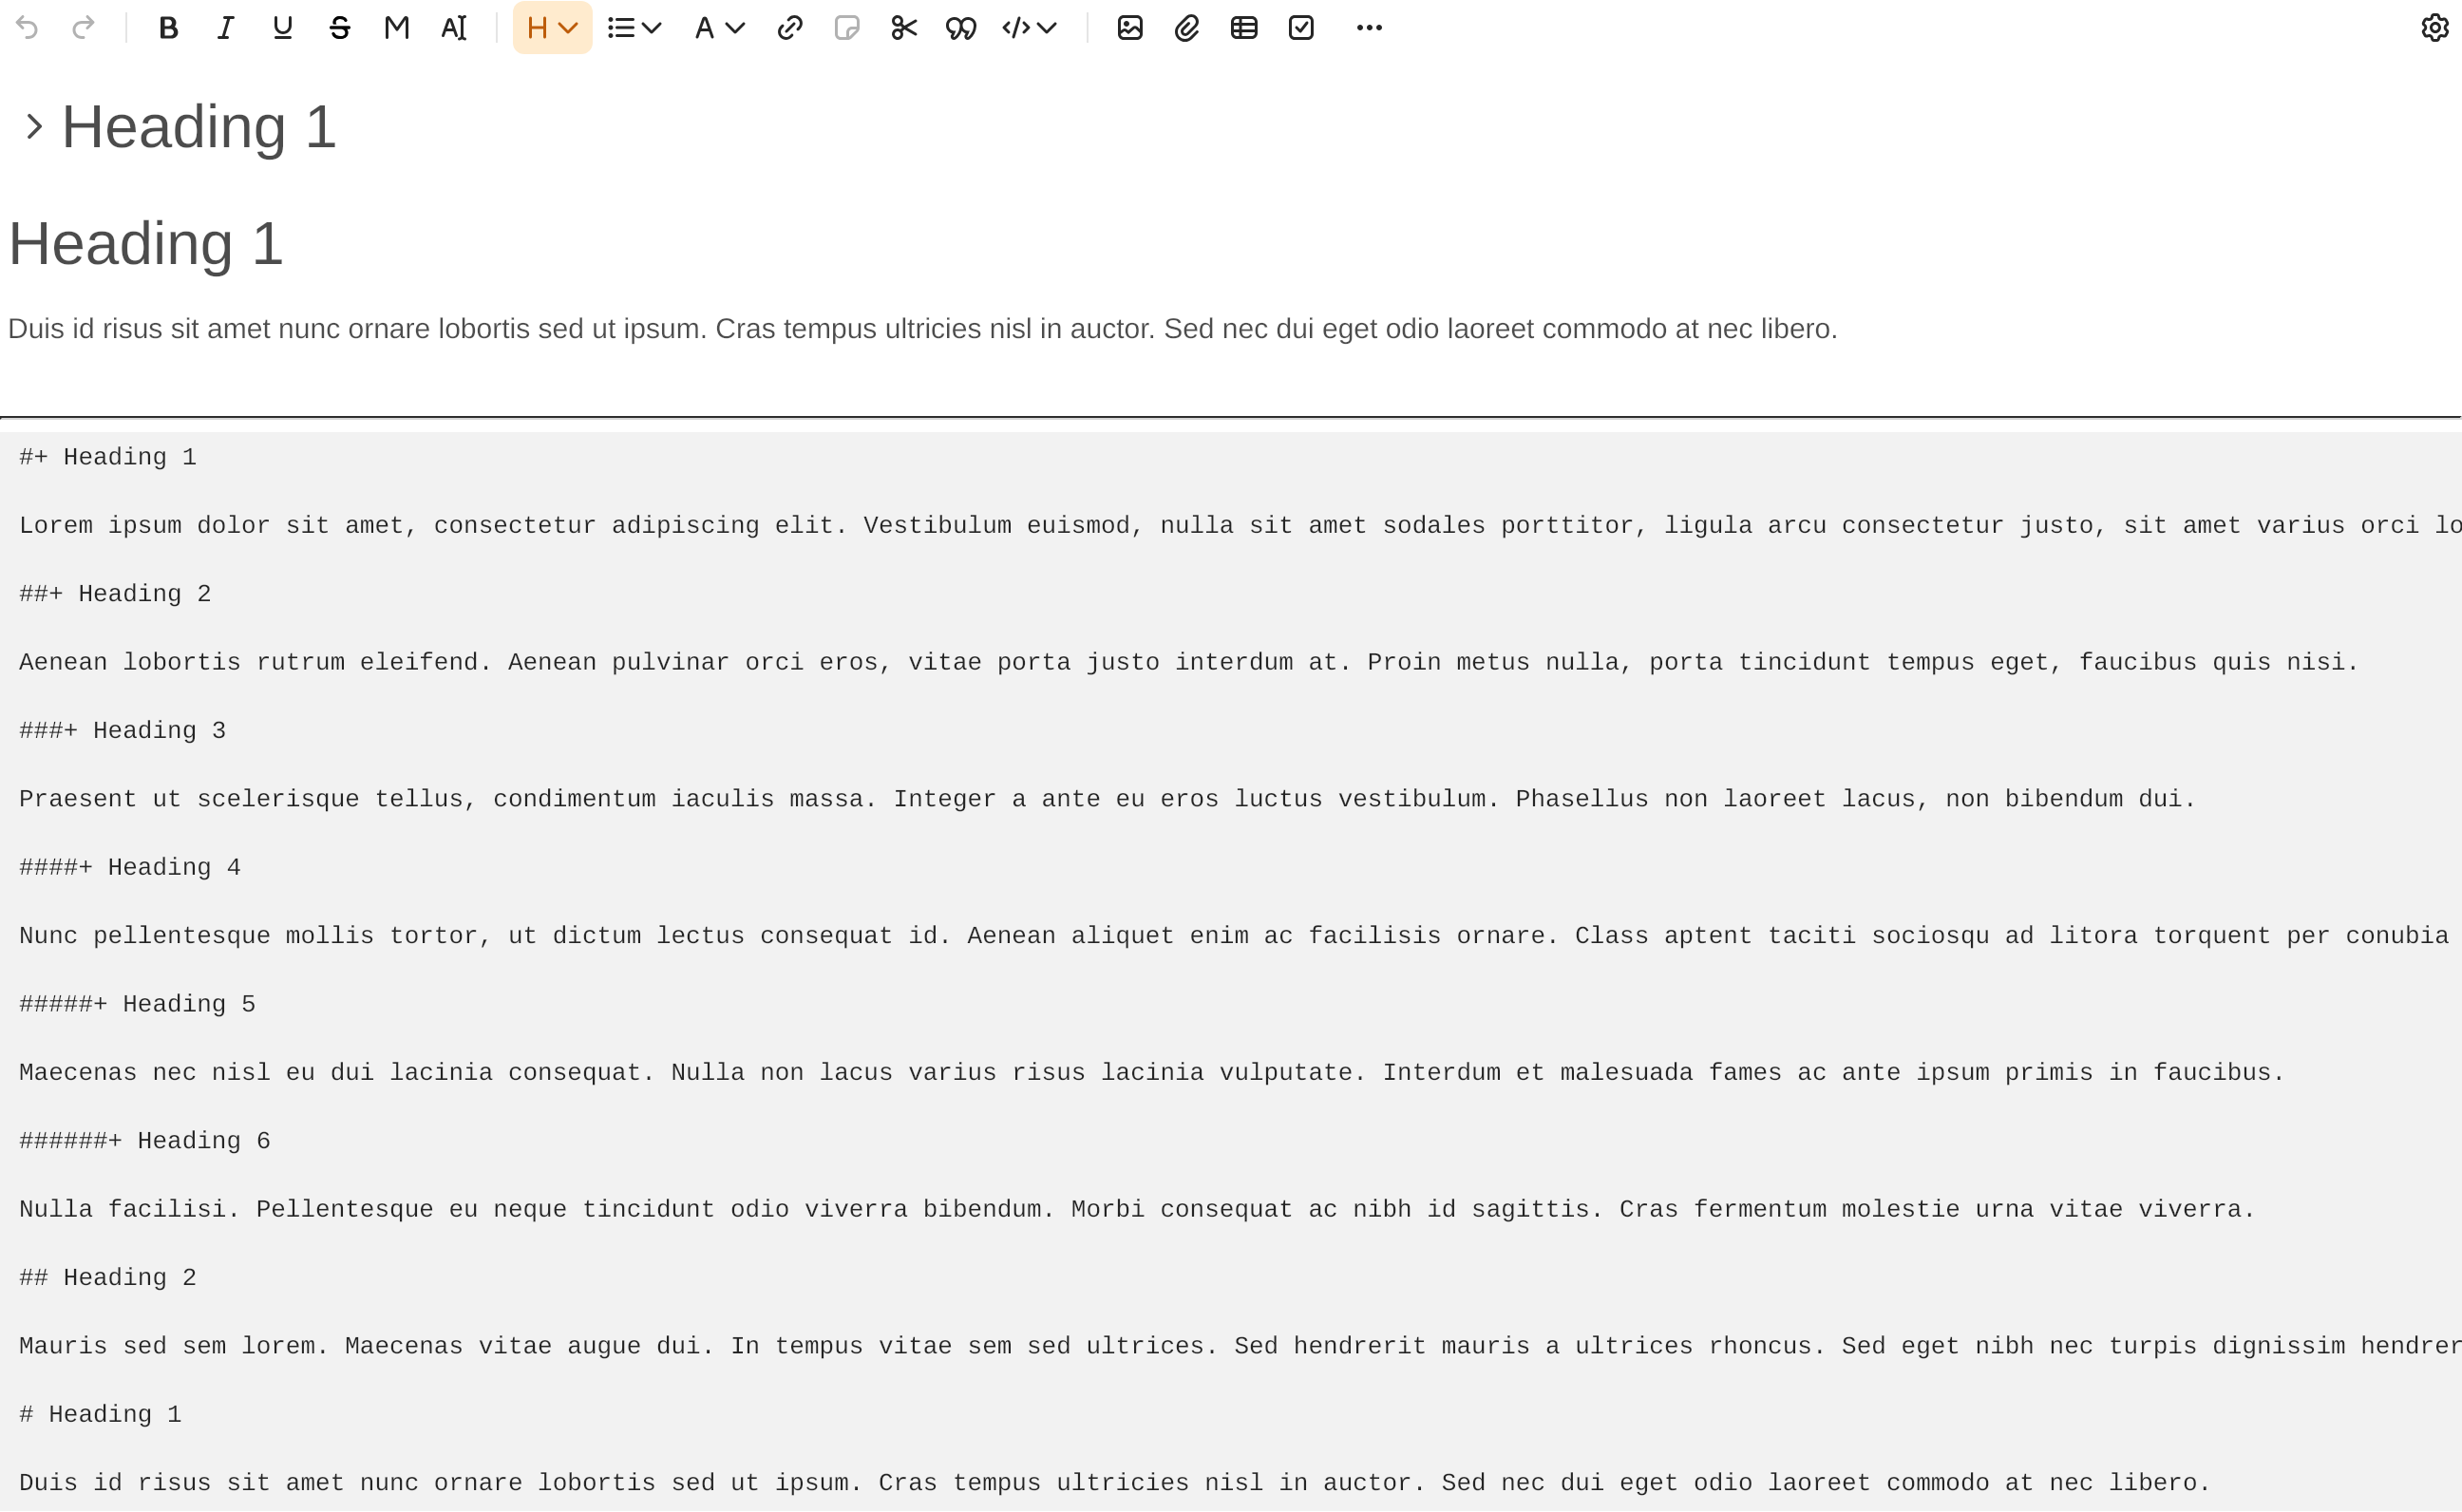 B I U S M A H A
Heading 1
Heading 1
Duis id risus sit amet nunc ornare lobortis sed ut ipsum. Cras tempus ultricies nisl in auctor. Sed nec dui eget odio laoreet commodo at nec libero.
#+ Heading 1
Lorem ipsum dolor sit amet, consectetur adipiscing elit. Vestibulum euismod, nulla sit amet sodales porttitor, ligula arcu consectetur justo, sit amet varius orci lo
##+ Heading 2
Aenean lobortis rutrum eleifend. Aenean pulvinar orci eros, vitae porta justo interdum at. Proin metus nulla, porta tincidunt tempus eget, faucibus quis nisi.
###+ Heading 3
Praesent ut scelerisque tellus, condimentum iaculis massa. Integer a ante eu eros luctus vestibulum. Phasellus non laoreet lacus, non bibendum dui.
####+ Heading 4
Nunc pellentesque mollis tortor, ut dictum lectus consequat id. Aenean aliquet enim ac facilisis ornare. Class aptent taciti sociosqu ad litora torquent per conubia
#####+ Heading 5
Maecenas nec nisl eu dui lacinia consequat. Nulla non lacus varius risus lacinia vulputate. Interdum et malesuada fames ac ante ipsum primis in faucibus.
######+ Heading 6
Nulla facilisi. Pellentesque eu neque tincidunt odio viverra bibendum. Morbi consequat ac nibh id sagittis. Cras fermentum molestie urna vitae viverra.
## Heading 2
Mauris sed sem lorem. Maecenas vitae augue dui. In tempus vitae sem sed ultrices. Sed hendrerit mauris a ultrices rhoncus. Sed eget nibh nec turpis dignissim hendrer
# Heading 1
Duis id risus sit amet nunc ornare lobortis sed ut ipsum. Cras tempus ultricies nisl in auctor. Sed nec dui eget odio laoreet commodo at nec libero.